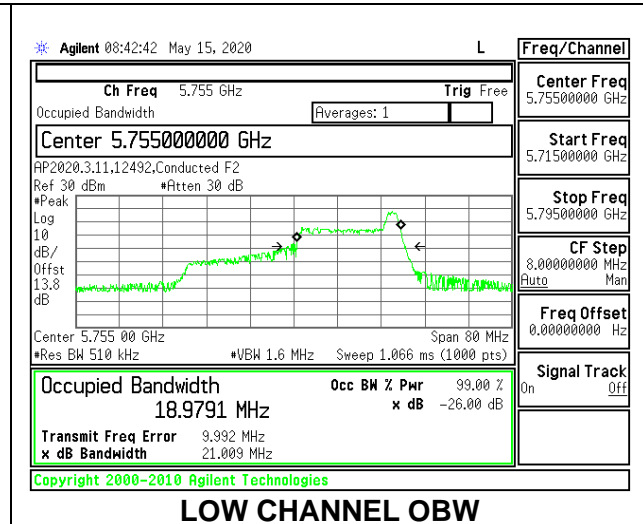 Agilent 08:42:42 May 15, 2020 L
Freq/Channel
Ch Freq 5.755 GHz Trig Free
Occupied Bandwidth Averages: 1
Center 5.755000000 GHz
AP2020.3.11,12492,Conducted F2
Ref 30 dBm #Atten 30 dB
#Peak
Log
10
dB/
Offst
13.8
dB
Center 5.755 00 GHz Span 80 MHz
#Res BW 510 kHz #VBW 1.6 MHz Sweep 1.066 ms (1000 pts)
Occupied Bandwidth Occ BW % Pwr 99.00 %
18.9791 MHz x dB -26.00 dB
Transmit Freq Error 9.992 MHz
x dB Bandwidth 21.009 MHz
Copyright 2000-2010 Agilent Technologies
Center Freq
5.75500000 GHz
Start Freq
5.71500000 GHz
Stop Freq
5.79500000 GHz
CF Step
8.00000000 MHz
Auto Man
Freq Offset
0.00000000 Hz
Signal Track
On Off
LOW CHANNEL OBW